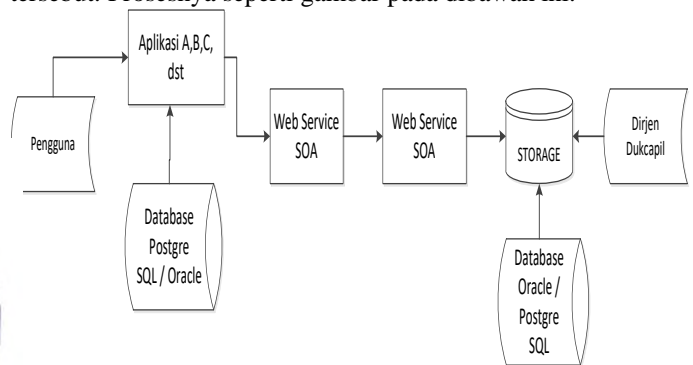 tersebut. Prosesnya seperti gambar pada dibawah ini.
Aplikasi A,B,C,
dst
Pengguna
Web Service
SOA
Web Service
SOA
STORAGE
Dirjen
Dukcapil
Database
Postgre
SQL / Oracle
Database
Oracle /
Postgre
SQL